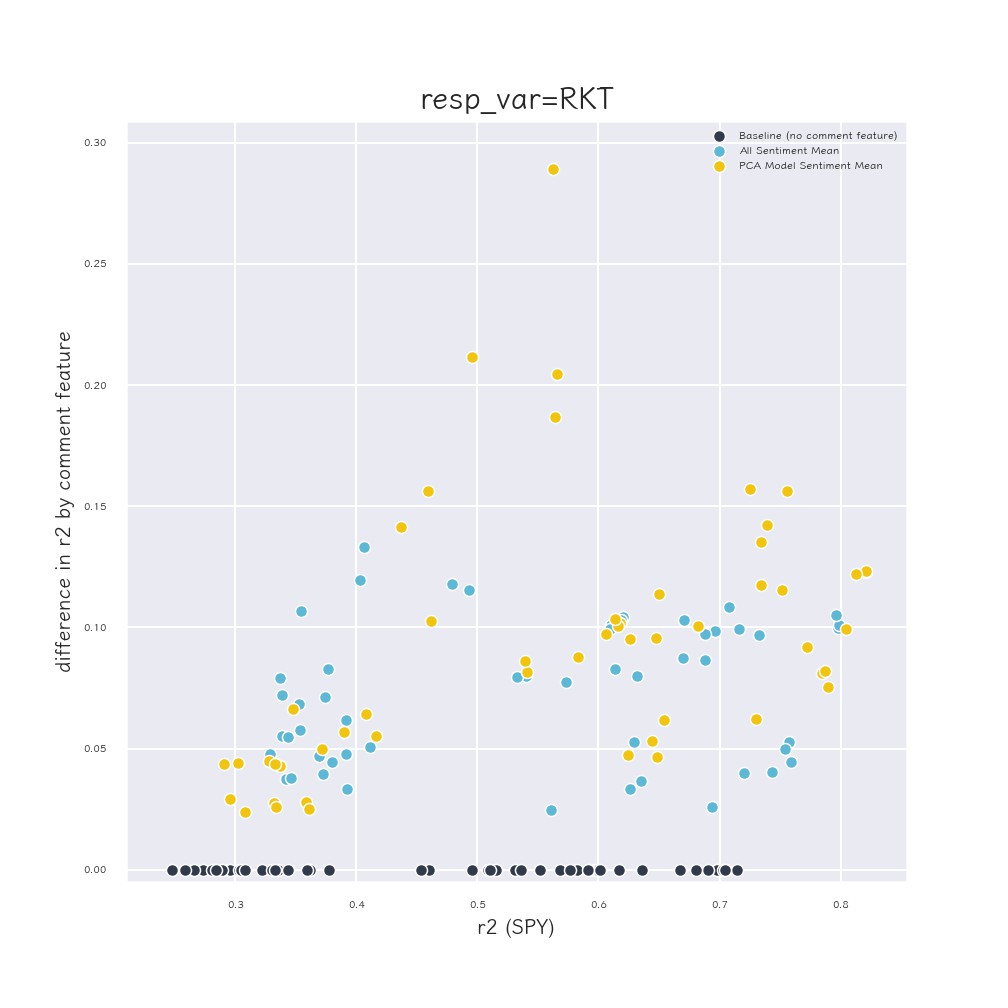 resp_var=RKT
Baseline (no comment feature)
All Sentiment Mean
PCA Model Sentiment Mean
0.30
0.25
0.20
0.15
0.10
0.05
0.00
difference in r2 by comment feature
0.3 0.4 0.5 0.6 0.7 0.8
r2 (SPY)